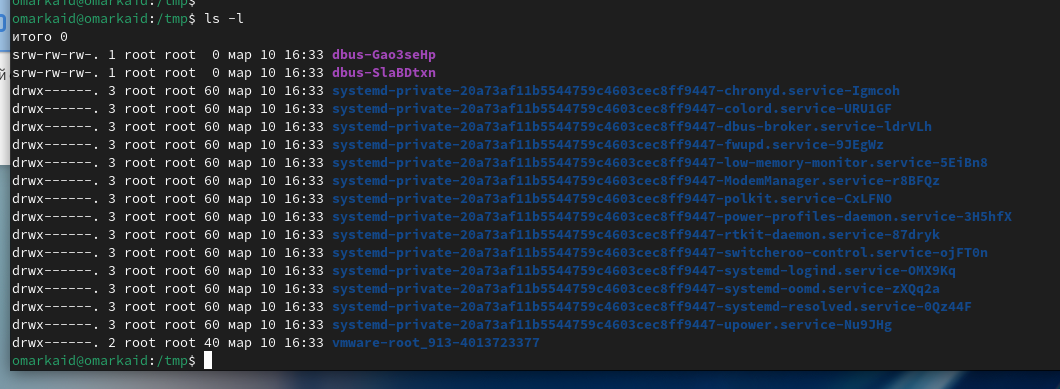 omarkaid@omarkaid:/tmp$
omarkaid@omarkaid:/tmp$ ls -l
итого 0
srw-rw-rw-. 1 root root  0 мар 10 16:33 dbus-Gao3seHp
srw-rw-rw-. 1 root root  0 мар 10 16:33 dbus-SlaBDtxn
drwx------. 3 root root 60 мар 10 16:33 systemd-private-20a73af11b5544759c4603cec8ff9447-chronyd.service-Igmcoh
drwx------. 3 root root 60 мар 10 16:33 systemd-private-20a73af11b5544759c4603cec8ff9447-colord.service-URU1GF
drwx------. 3 root root 60 мар 10 16:33 systemd-private-20a73af11b5544759c4603cec8ff9447-dbus-broker.service-ldrVLh
drwx------. 3 root root 60 мар 10 16:33 systemd-private-20a73af11b5544759c4603cec8ff9447-fwupd.service-9JEgWz
drwx------. 3 root root 60 мар 10 16:33 systemd-private-20a73af11b5544759c4603cec8ff9447-low-memory-monitor.service-5EiBn8
drwx------. 3 root root 60 мар 10 16:33 systemd-private-20a73af11b5544759c4603cec8ff9447-ModemManager.service-r8BFQz
drwx------. 3 root root 60 мар 10 16:33 systemd-private-20a73af11b5544759c4603cec8ff9447-polkit.service-CxLFNO
drwx------. 3 root root 60 мар 10 16:33 systemd-private-20a73af11b5544759c4603cec8ff9447-power-profiles-daemon.service-3H5hfX
drwx------. 3 root root 60 мар 10 16:33 systemd-private-20a73af11b5544759c4603cec8ff9447-rtkit-daemon.service-87dryk
drwx------. 3 root root 60 мар 10 16:33 systemd-private-20a73af11b5544759c4603cec8ff9447-switcheroo-control.service-ojFT0n
drwx------. 3 root root 60 мар 10 16:33 systemd-private-20a73af11b5544759c4603cec8ff9447-systemd-logind.service-OMX9Kq
drwx------. 3 root root 60 мар 10 16:33 systemd-private-20a73af11b5544759c4603cec8ff9447-systemd-oomd.service-zXQq2a
drwx------. 3 root root 60 мар 10 16:33 systemd-private-20a73af11b5544759c4603cec8ff9447-systemd-resolved.service-0Qz44F
drwx------. 3 root root 60 мар 10 16:33 systemd-private-20a73af11b5544759c4603cec8ff9447-upower.service-Nu9JHg
drwx------. 2 root root 40 мар 10 16:33 vmware-root_913-4013723377
omarkaid@omarkaid:/tmp$